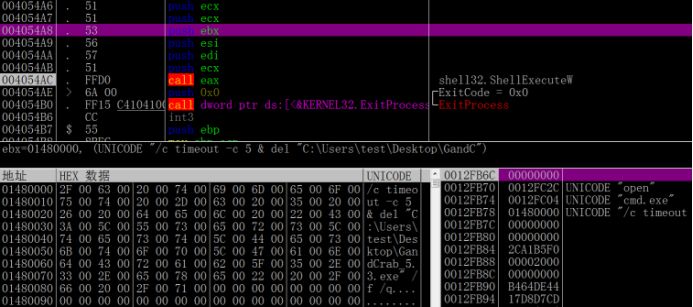 004054A6 . 51 push ecx
004054A7 . 51 push ecx
004054A8 . 53 push ebx
004054A9 . 56 push esi
004054AA . 57 push edi
004054AB . 51 push ecx
004054AC . FFD0 call eax shell32.ShellExecuteW
004054AE > 6A 00 push 0x0 ExitCode = 0x0
004054B0 . FF15 C4104100 call dword ptr ds:[<&KERNEL32.ExitProcess ExitProcess
004054B6 CC int3
004054B7 $ 55 push ebp
ebx=01480000, (UNICODE "/c timeout -c 5 & del "C:\Users\test\Desktop\GandC")
地址 HEX 数据 UNICODE
01480000 2F 00 63 00 20 00 74 00 69 00 6D 00 65 00 6F 00 /c timeo
01480010 75 00 74 00 20 00 2D 00 63 00 20 00 35 00 20 00 ut -c 5
01480020 26 00 20 00 64 00 65 00 6C 00 20 00 22 00 43 00 & del "C
01480030 3A 00 5C 00 55 00 73 00 65 00 72 00 73 00 5C 00 :\Users\
01480040 74 00 65 00 73 00 74 00 5C 00 44 00 65 00 73 00 test\Des
01480050 6B 00 74 00 6F 00 70 00 5C 00 47 00 61 00 6E 00 ktop\Gan
01480060 64 00 43 00 72 00 61 00 62 00 5F 00 35 00 2E 00 dCrab_5.
01480070 33 00 2E 00 65 00 78 00 65 00 22 00 20 00 2F 00 3.exe" /
01480080 66 00 20 00 2F 00 71 00 00 00 00 00 00 00 00 00 f /q....
01480090 00 00 00 00 00 00 00 00 00 00 00 00 00 00 00 00 ........
0012FB6C 00000000
0012FB70 0012FC2C UNICODE "open"
0012FB74 0012FC04 UNICODE "cmd.exe"
0012FB78 01480000 UNICODE "/c timeout
0012FB7C 00000000
0012FB80 00000000
0012FB84 2CA1B5F0
0012FB88 00002000
0012FB8C 00000000
0012FB90 B464DE44
0012FB94 17D8D7CD